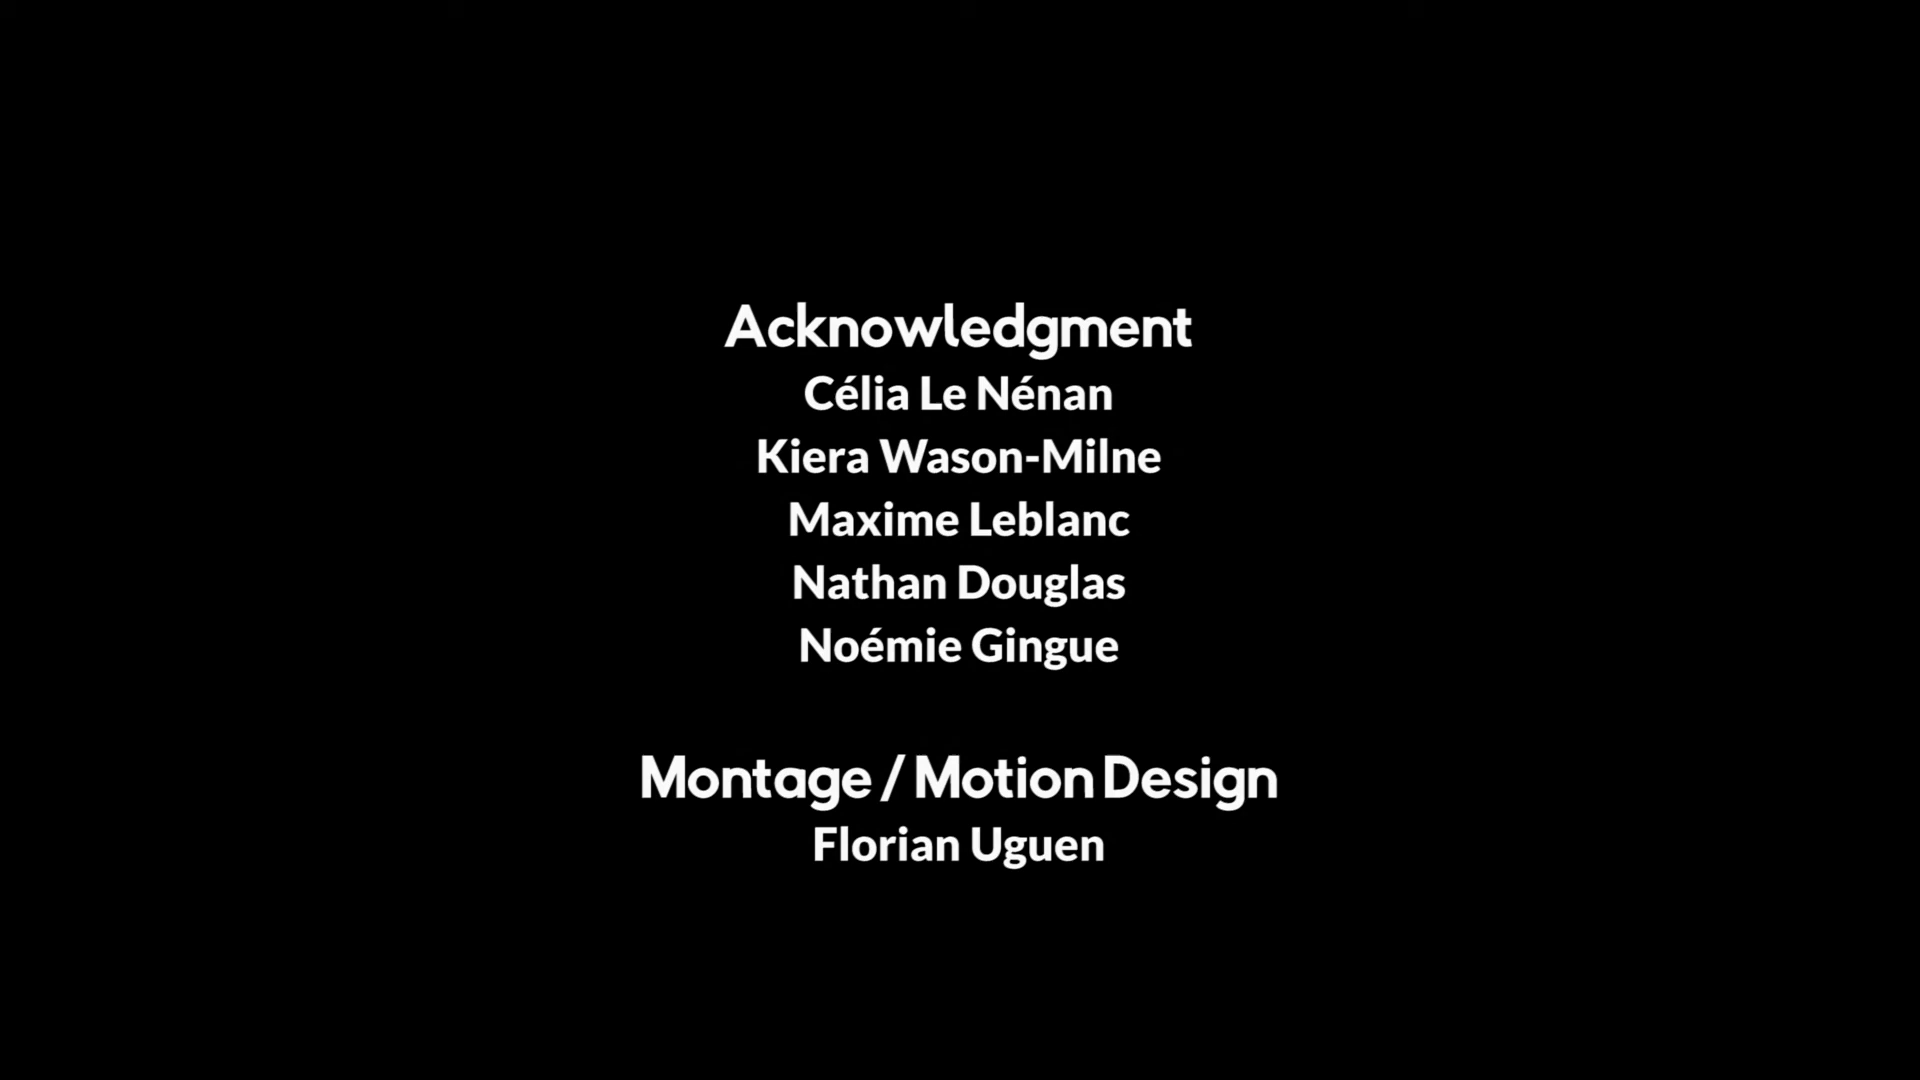 Acknowledgment
Célia Le Nénan
Kiera Wason-Milne
Maxime Leblanc
Nathan Douglas
Noémie Gingue
Montage / Motion Design
Florian Uguen